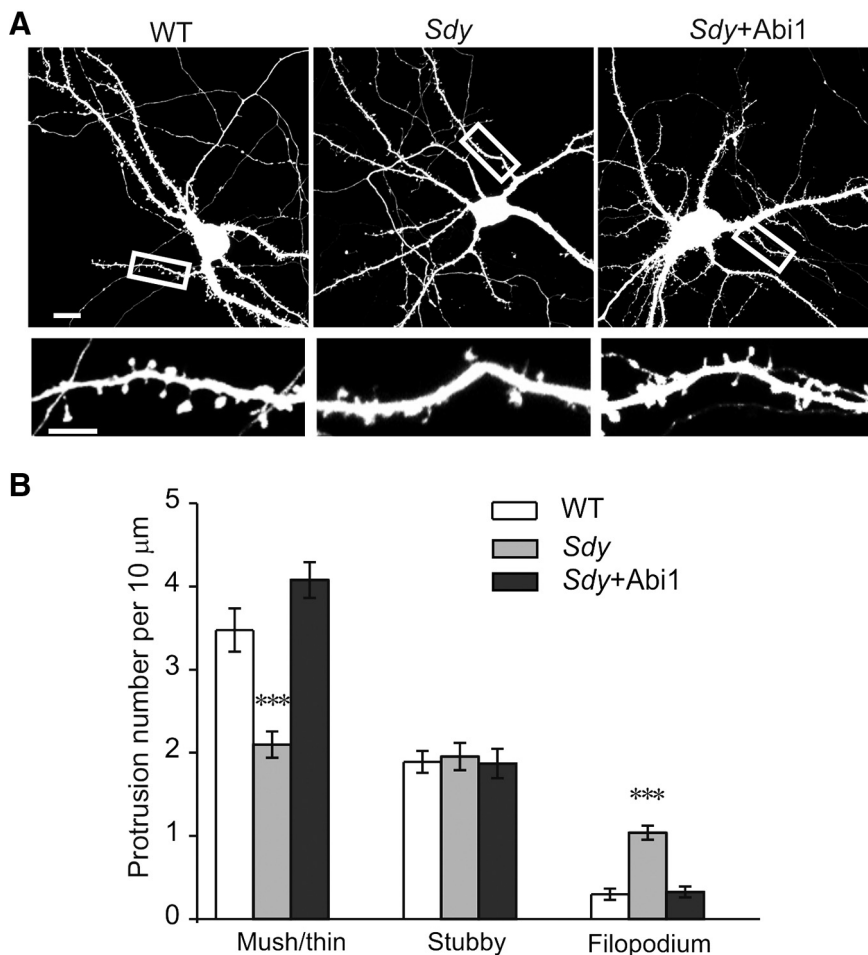 A
WT
Sdy
Sdy+Abi1
B
Protrusion number per 10 μm
5
4
3
2
1
0
WT
Sdy
Sdy+Abi1
***
***
Mush/thin
Stubby
Filopodium